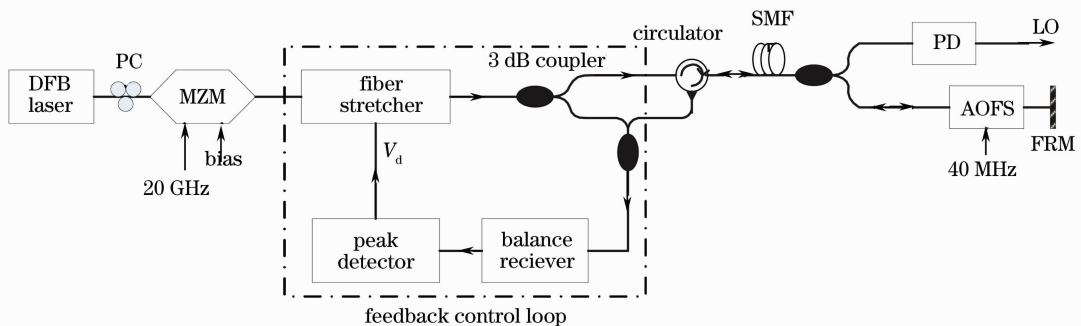 DFB
laser
PC
MZM
20 GHz
bias
fiber
stretcher
3 dB coupler
circulator
SMF
PD
LO
AOFS
40 MHz
FRM
V_d
peak
detector
balance
reciever
feedback control loop